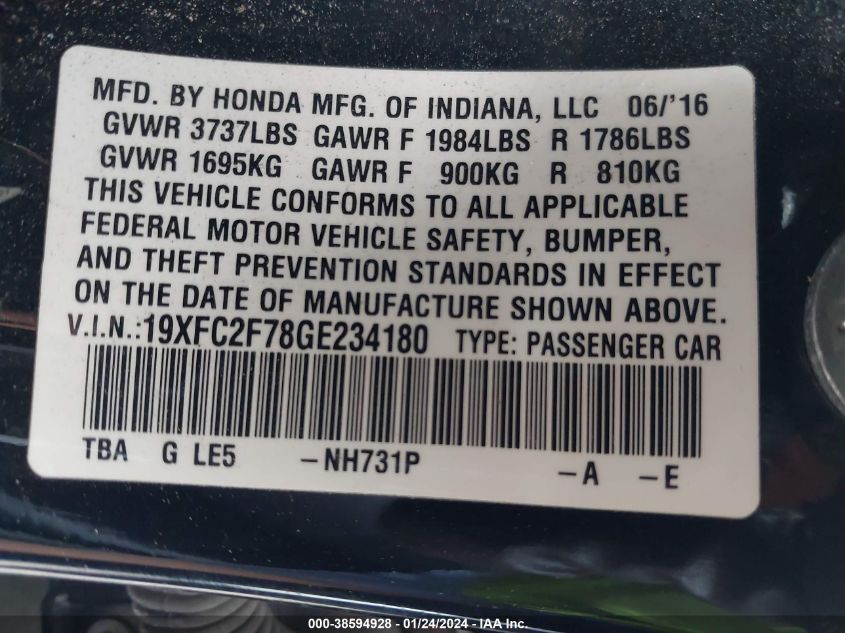 MFD. BY HONDA MFG. OF INDIANA, LLC 06/'16
GVWR 3737LBS GAWR F 1984LBS R 1786LBS
GVWR 1695KG GAWR F 900KG R 810KG
THIS VEHICLE CONFORMS TO ALL APPLICABLE
FEDERAL MOTOR VEHICLE SAFETY, BUMPER,
AND THEFT PREVENTION STANDARDS IN EFFECT
ON THE DATE OF MANUFACTURE SHOWN ABOVE.
V.I.N.:19XFC2F78GE234180 TYPE: PASSENGER CAR
TBA G LE5 -NH731P -A -E
000-38594928 - 01/24/2024 - IAA Inc.